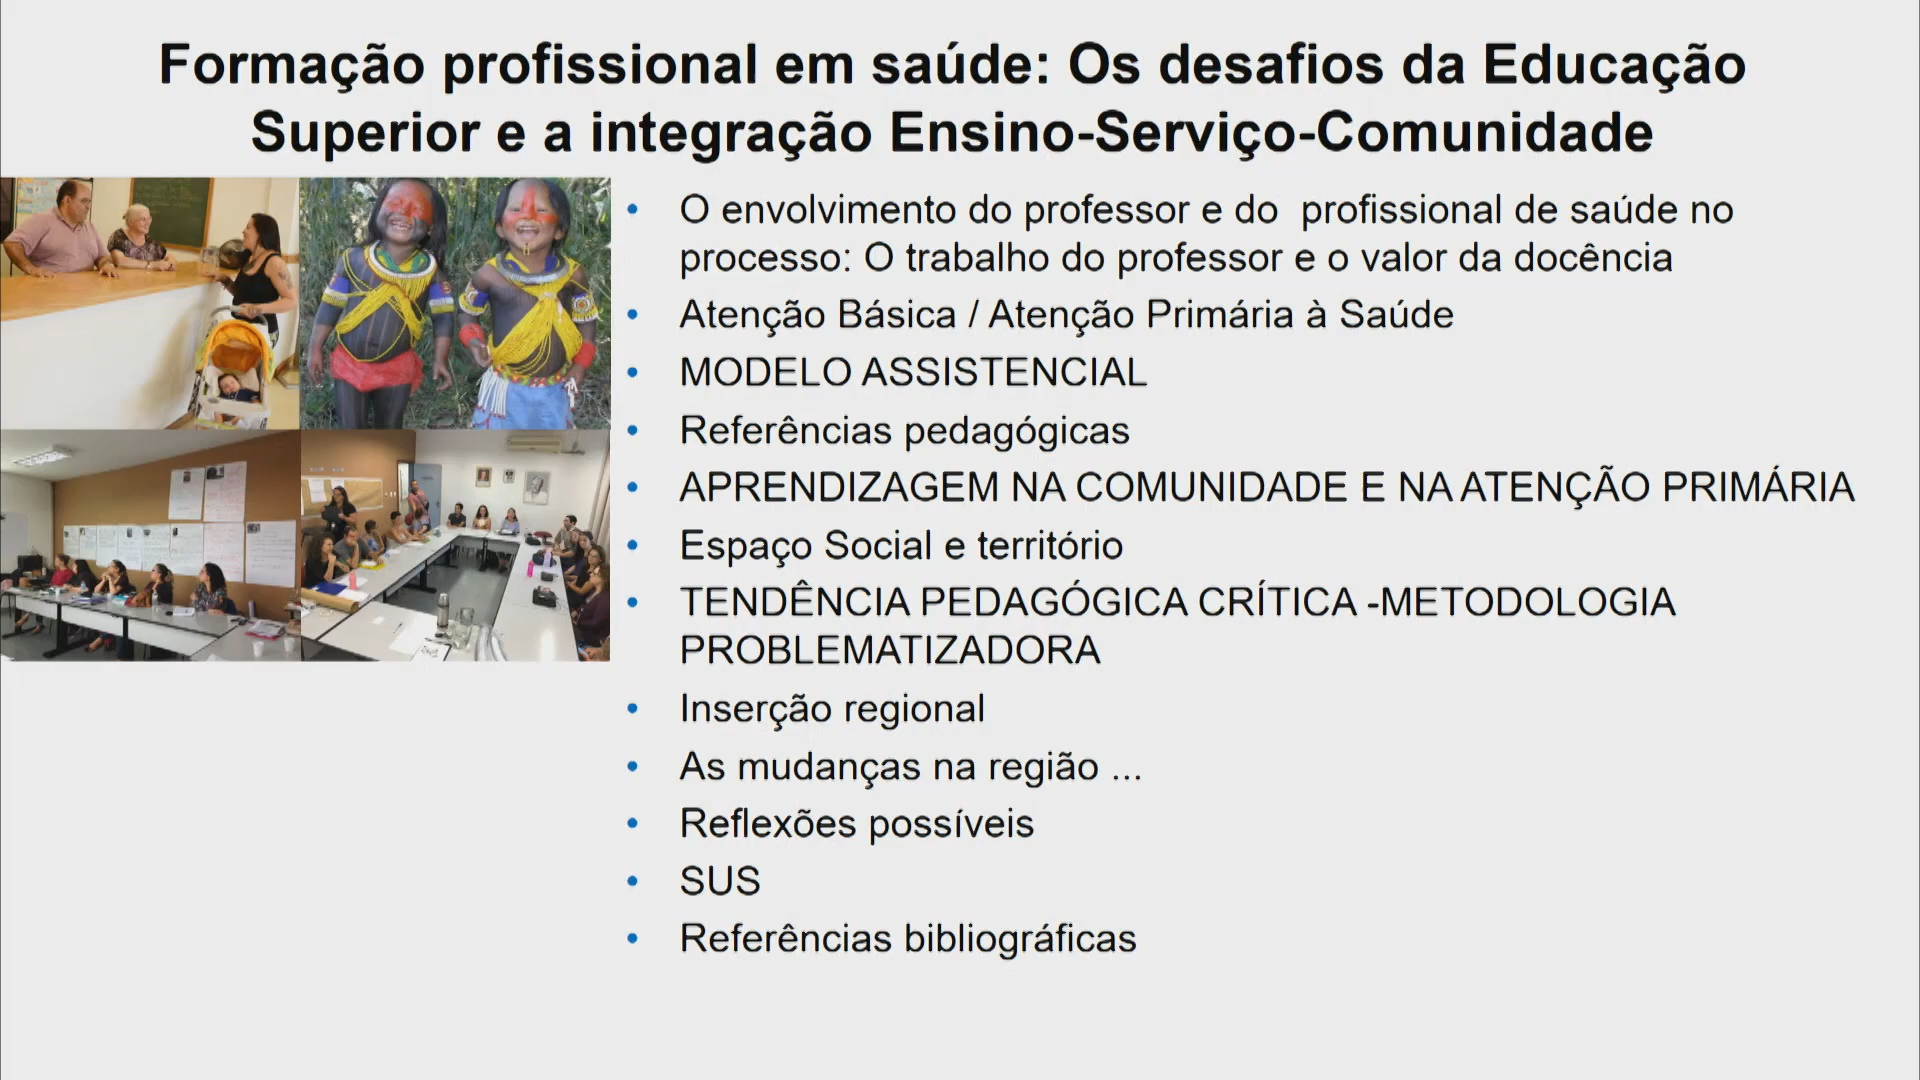 Formação profissional em saúde: Os desafios da Educação
Superior e a integração Ensino-Serviço-Comunidade
• O envolvimento do professor e do  profissional de saúde no
processo: O trabalho do professor e o valor da docência
• Atenção Básica / Atenção Primária à Saúde
• MODELO ASSISTENCIAL
• Referências pedagógicas
• APRENDIZAGEM NA COMUNIDADE E NA ATENÇÃO PRIMÁRIA
• Espaço Social e território
• TENDÊNCIA PEDAGÓGICA CRÍTICA -METODOLOGIA
PROBLEMATIZADORA
• Inserção regional
• As mudanças na região ...
• Reflexões possíveis
• SUS
• Referências bibliográficas